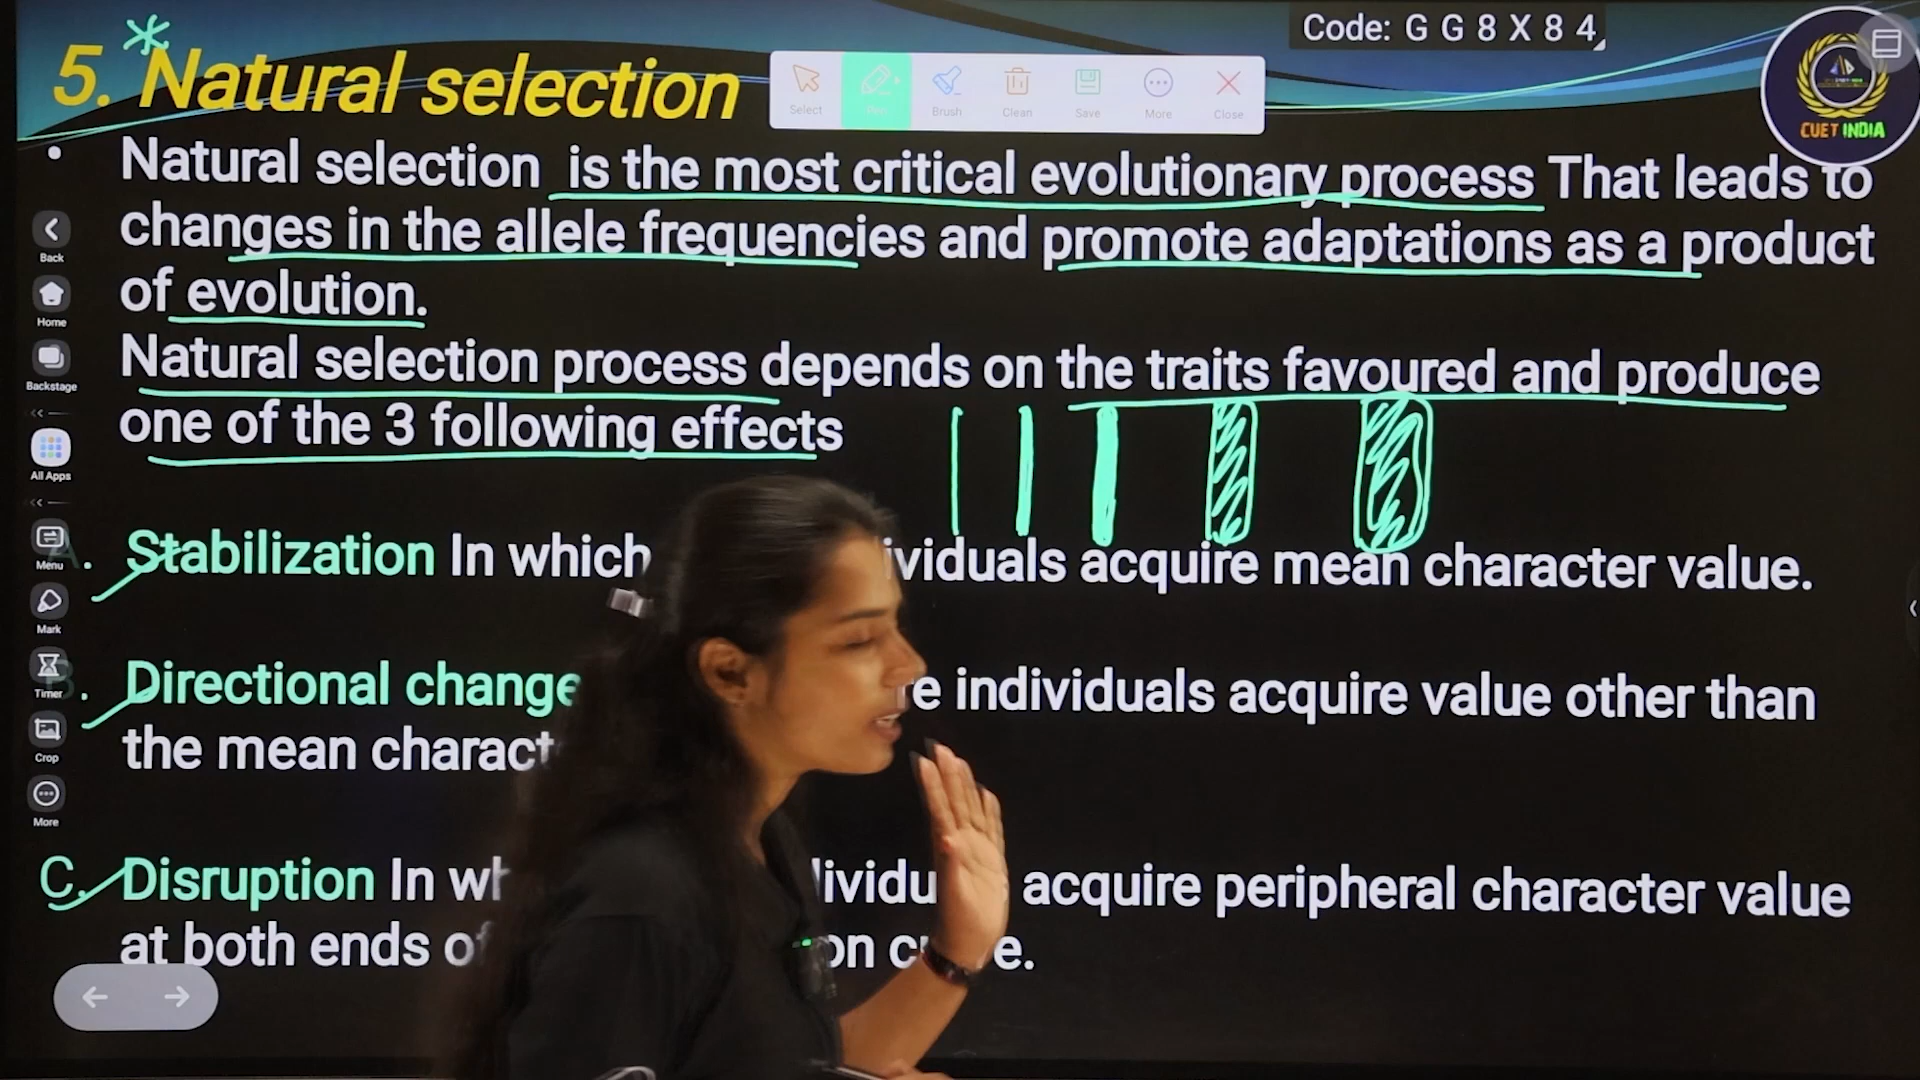 Code: G G 8 X 8 4
5. Natural selection
Select
Pen
Brush
Clean
Save
More
Close
CUET INDIA
Natural selection is the most critical evolutionary process That leads to
changes in the allele frequencies and promote adaptations as a product
of evolution.
Natural selection process depends on the traits favoured and produce
one of the 3 following effects
A. Stabilization In which ividuals acquire mean character value.
B. Directional change re individuals acquire value other than
the mean charact
C. Disruption In wh dividu acquire peripheral character value
at both ends of on c e.
Back
Home
Backstage
All Apps
Menu
Mark
Timer
Crop
More